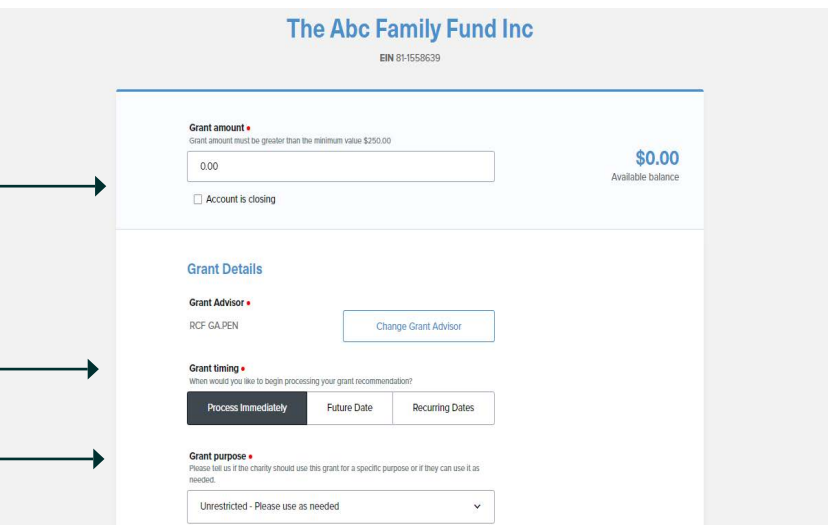 The Abc Family Fund Inc
EIN 81-1558639
Grant amount •
Grant amount must be greater than the minimum value $250.00
0.00
$0.00
Available balance
Account is closing
Grant Details
Grant Advisor •
RCF GA.PEN
Change Grant Advisor
Grant timing •
When would you like to begin processing your grant recommendation?
Process Immediately
Future Date
Recurring Dates
Grant purpose •
Please tell us if the charity should use this grant for a specific purpose or if they can use it as
needed.
Unrestricted - Please use as needed